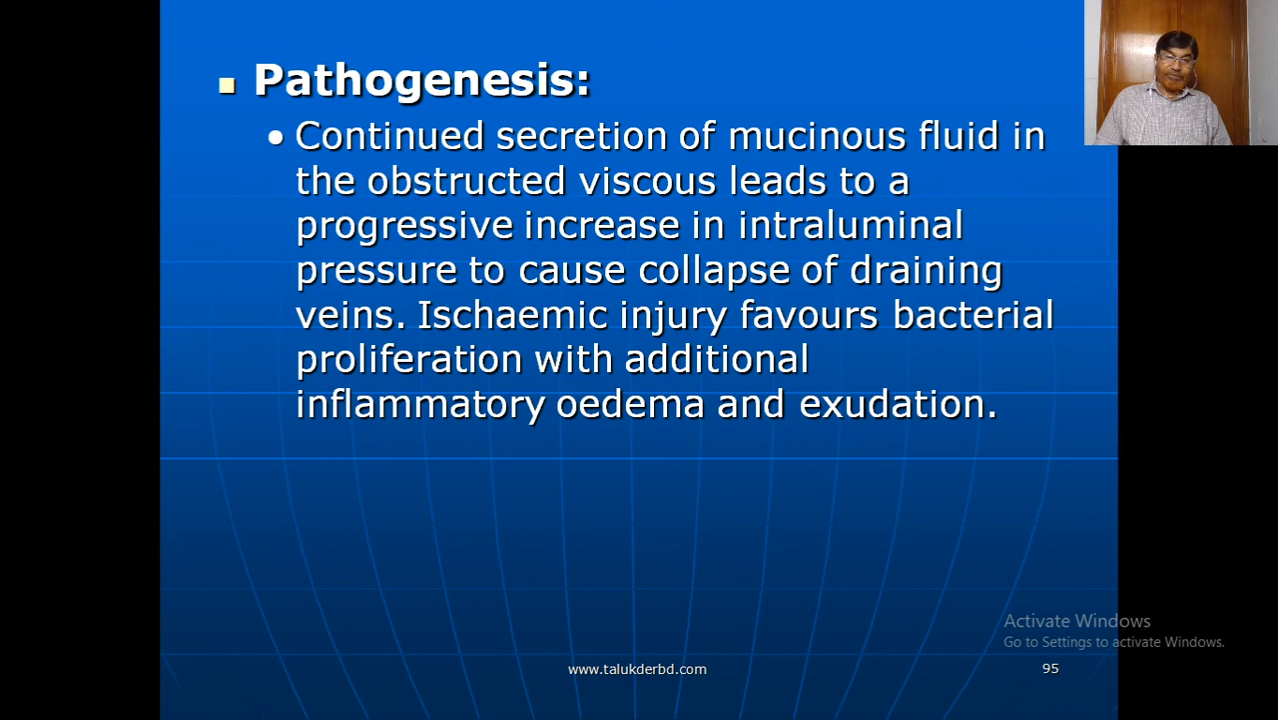 Pathogenesis:
Continued secretion of mucinous fluid in
the obstructed viscous leads to a
progressive increase in intraluminal
pressure to cause collapse of draining
veins. Ischaemic injury favours bacterial
proliferation with additional
inflammatory oedema and exudation.
Activate Windows
Go to Settings to activate Windows.
www.talukderbd.com
95